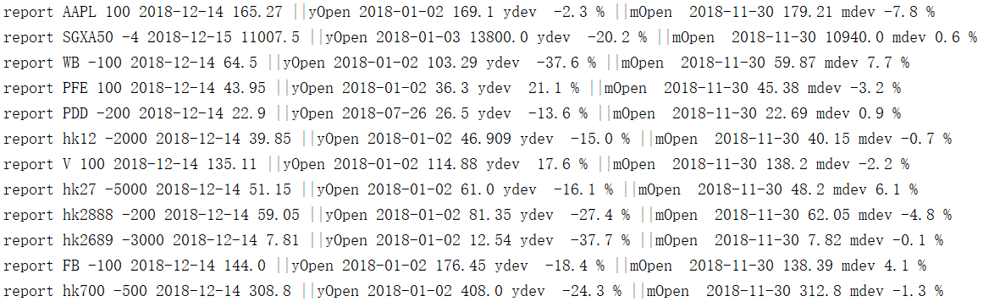 report AAPL 100 2018-12-14 165.27 ||yOpen 2018-01-02 169.1 ydev  -2.3 % ||mOpen  2018-11-30 179.21 mdev -7.8 %
report SGXA50 -4 2018-12-15 11007.5 ||yOpen 2018-01-03 13800.0 ydev  -20.2 % ||mOpen  2018-11-30 10940.0 mdev 0.6 %
report WB -100 2018-12-14 64.5 ||yOpen 2018-01-02 103.29 ydev  -37.6 % ||mOpen  2018-11-30 59.87 mdev 7.7 %
report PFE 100 2018-12-14 43.95 ||yOpen 2018-01-02 36.3 ydev  21.1 % ||mOpen  2018-11-30 45.38 mdev -3.2 %
report PDD -200 2018-12-14 22.9 ||yOpen 2018-07-26 26.5 ydev  -13.6 % ||mOpen  2018-11-30 22.69 mdev 0.9 %
report hk12 -2000 2018-12-14 39.85 ||yOpen 2018-01-02 46.909 ydev  -15.0 % ||mOpen  2018-11-30 40.15 mdev -0.7 %
report V 100 2018-12-14 135.11 ||yOpen 2018-01-02 114.88 ydev  17.6 % ||mOpen  2018-11-30 138.2 mdev -2.2 %
report hk27 -5000 2018-12-14 51.15 ||yOpen 2018-01-02 61.0 ydev  -16.1 % ||mOpen  2018-11-30 48.2 mdev 6.1 %
report hk2888 -200 2018-12-14 59.05 ||yOpen 2018-01-02 81.35 ydev  -27.4 % ||mOpen  2018-11-30 62.05 mdev -4.8 %
report hk2689 -3000 2018-12-14 7.81 ||yOpen 2018-01-02 12.54 ydev  -37.7 % ||mOpen  2018-11-30 7.82 mdev -0.1 %
report FB -100 2018-12-14 144.0 ||yOpen 2018-01-02 176.45 ydev  -18.4 % ||mOpen  2018-11-30 138.39 mdev 4.1 %
report hk700 -500 2018-12-14 308.8 ||yOpen 2018-01-02 408.0 ydev  -24.3 % ||mOpen  2018-11-30 312.8 mdev -1.3 %